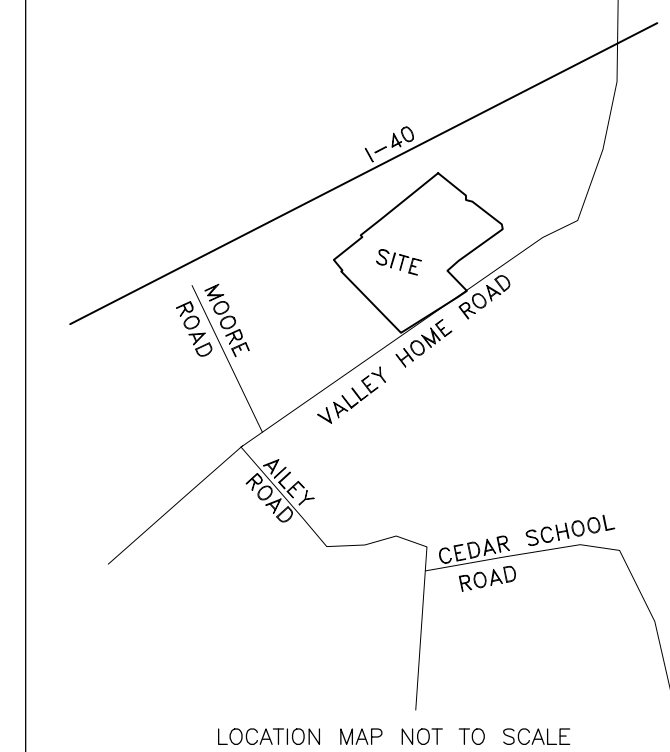 I-40
SITE
MOORE
ROAD
VALLEY HOME ROAD
AILEY
ROAD
CEDAR SCHOOL
ROAD
LOCATION MAP NOT TO SCALE